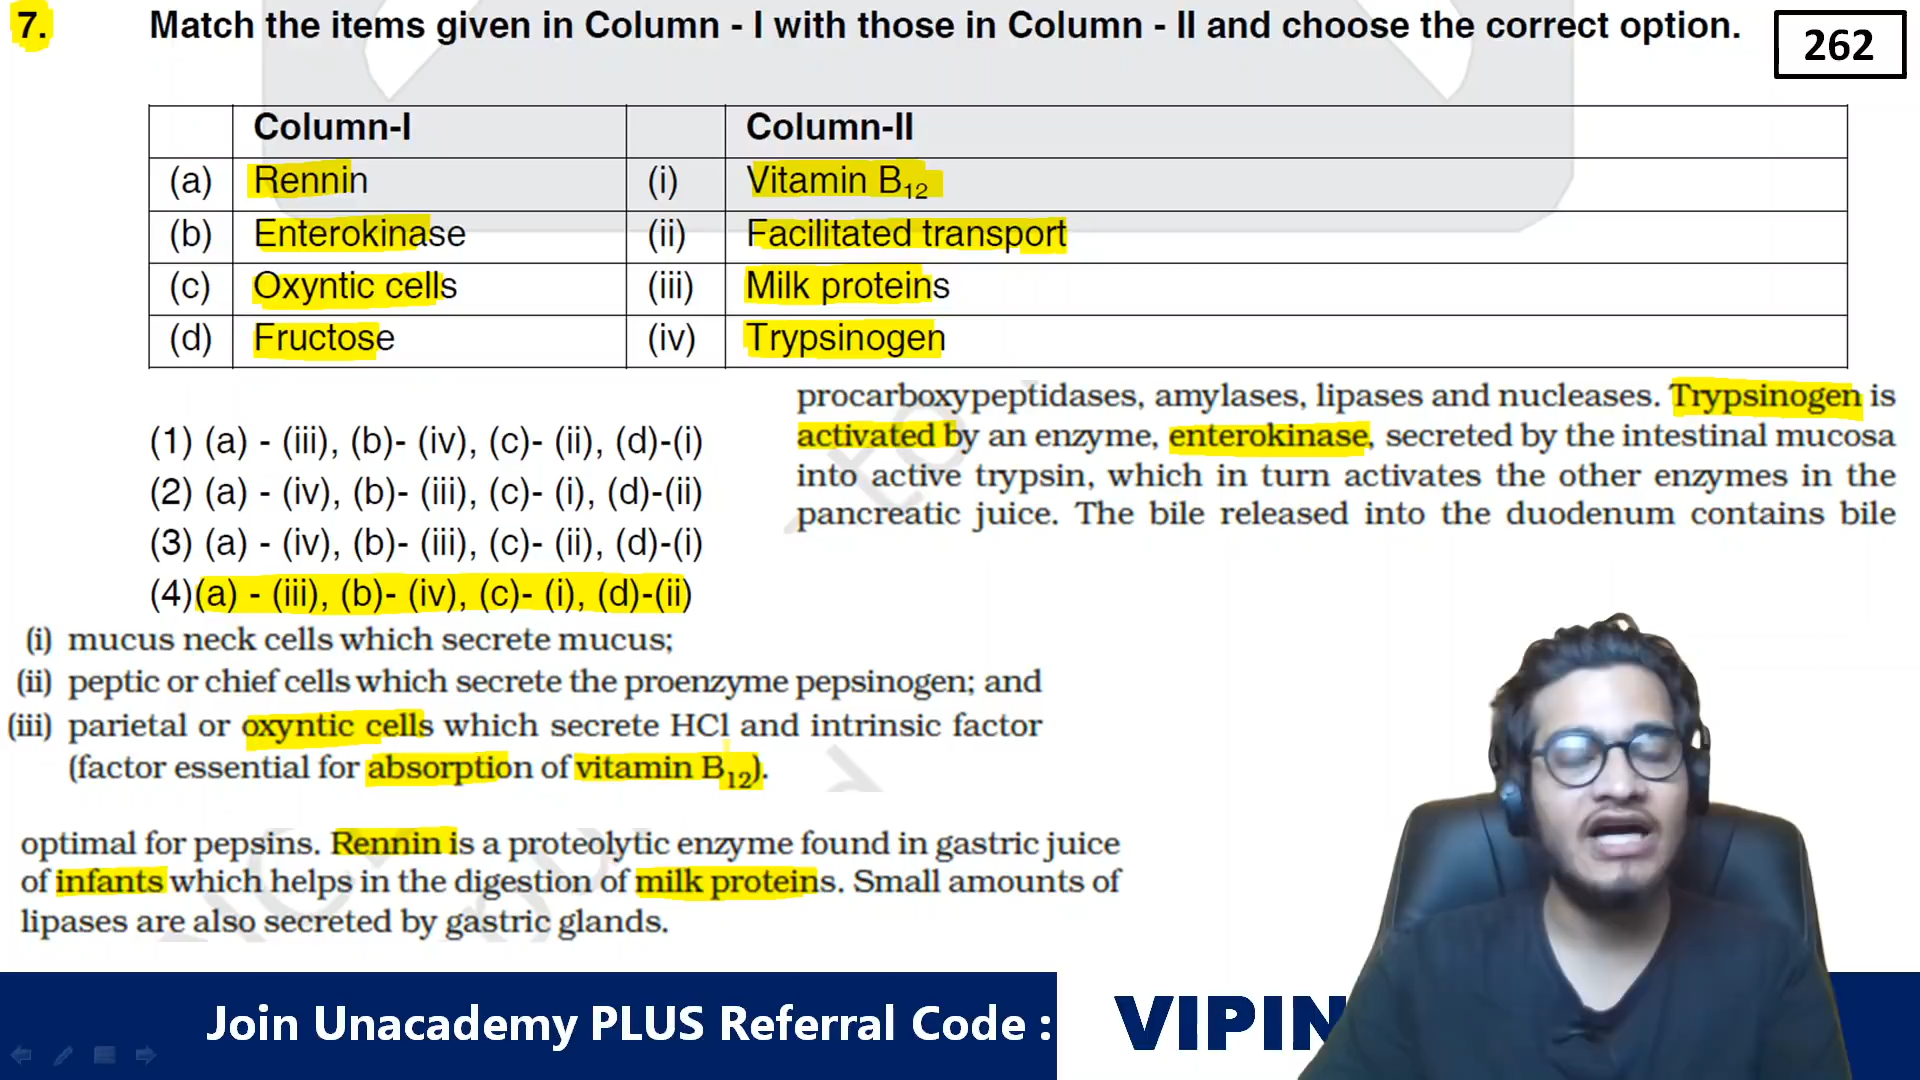 7. Match the items given in Column - I with those in Column - II and choose the correct option.
262
Column-I Column-II
(a) Rennin (i) Vitamin B12
(b) Enterokinase (ii) Facilitated transport
(c) Oxyntic cells (iii) Milk proteins
(d) Fructose (iv) Trypsinogen
(1) (a) - (iii), (b)- (iv), (c)- (ii), (d)-(i)
(2) (a) - (iv), (b)- (iii), (c)- (i), (d)-(ii)
(3) (a) - (iv), (b)- (iii), (c)- (ii), (d)-(i)
(4)(a) - (iii), (b)- (iv), (c)- (i), (d)-(ii)
procarboxypeptidases, amylases, lipases and nucleases. Trypsinogen is
activated by an enzyme, enterokinase, secreted by the intestinal mucosa
into active trypsin, which in turn activates the other enzymes in the
pancreatic juice. The bile released into the duodenum contains bile
(i) mucus neck cells which secrete mucus;
(ii) peptic or chief cells which secrete the proenzyme pepsinogen; and
(iii) parietal or oxyntic cells which secrete HCl and intrinsic factor
(factor essential for absorption of vitamin B12).
optimal for pepsins. Rennin is a proteolytic enzyme found in gastric juice
of infants which helps in the digestion of milk proteins. Small amounts of
lipases are also secreted by gastric glands.
Join Unacademy PLUS Referral Code :
VIPIN